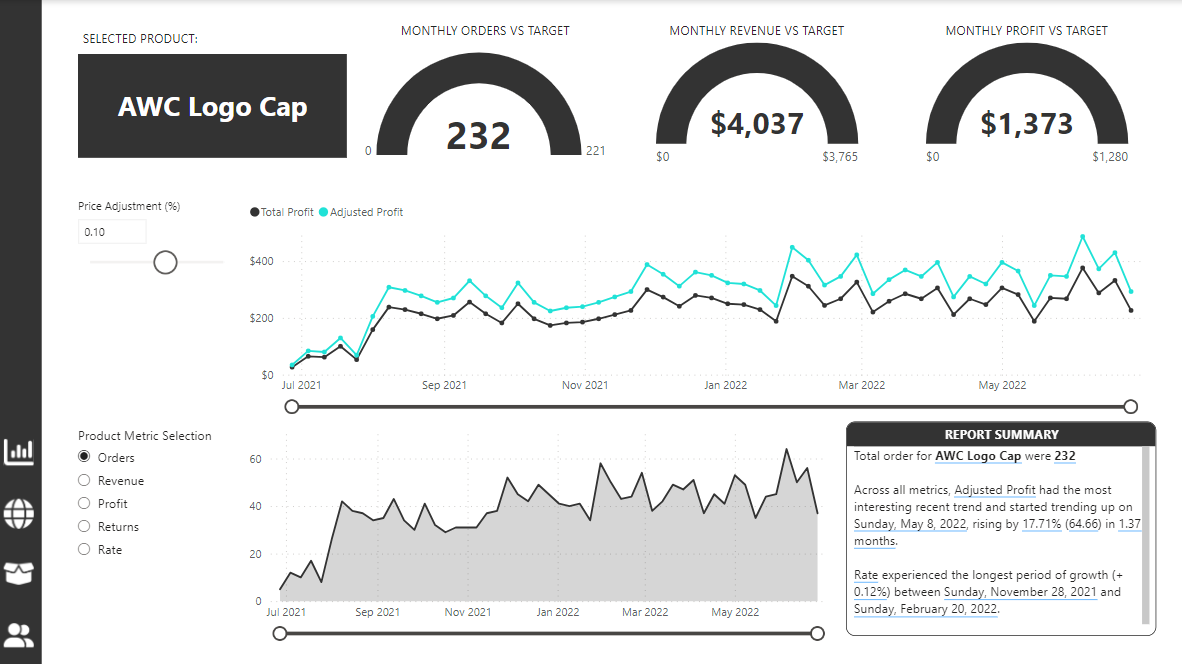 SELECTED PRODUCT:
AWC Logo Cap
MONTHLY ORDERS VS TARGET
232
0
221
MONTHLY REVENUE VS TARGET
$4,037
$0
$3,765
MONTHLY PROFIT VS TARGET
$1,373
$0
$1,280
Price Adjustment (%)
0.10
Total Profit Adjusted Profit
$400
$200
$0
Jul 2021 Sep 2021 Nov 2021 Jan 2022 Mar 2022 May 2022
Product Metric Selection
Orders
Revenue
Profit
Returns
Rate
60
40
20
0
Jul 2021 Sep 2021 Nov 2021 Jan 2022 Mar 2022 May 2022
REPORT SUMMARY
Total order for AWC Logo Cap were 232
Across all metrics, Adjusted Profit had the most
interesting recent trend and started trending up on
Sunday, May 8, 2022, rising by 17.71% (64.66) in 1.37
months.
Rate experienced the longest period of growth (+
0.12%) between Sunday, November 28, 2021 and
Sunday, February 20, 2022.